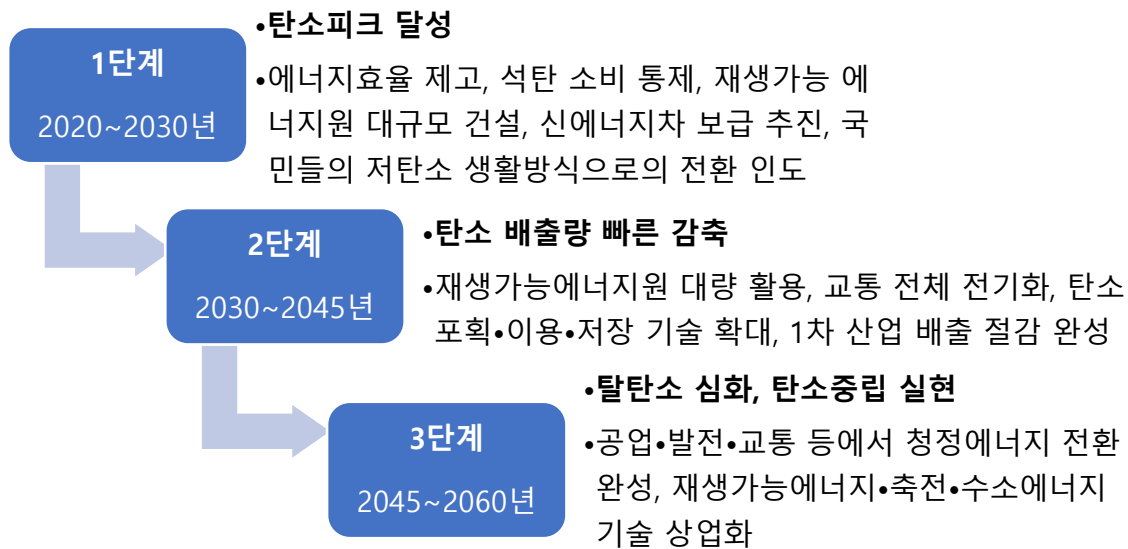 1단계
2020~2030년
•탄소피크 달성
•에너지효율 제고, 석탄 소비 통제, 재생가능 에
너지원 대규모 건설, 신에너지차 보급 추진, 국
민들의 저탄소 생활방식으로의 전환 인도
2단계
2030~2045년
•탄소 배출량 빠른 감축
•재생가능에너지원 대량 활용, 교통 전체 전기화, 탄소
포획•이용•저장 기술 확대, 1차 산업 배출 절감 완성
3단계
2045~2060년
•탈탄소 심화, 탄소중립 실현
•공업•발전•교통 등에서 청정에너지 전환
완성, 재생가능에너지•축전•수소에너지
기술 상업화